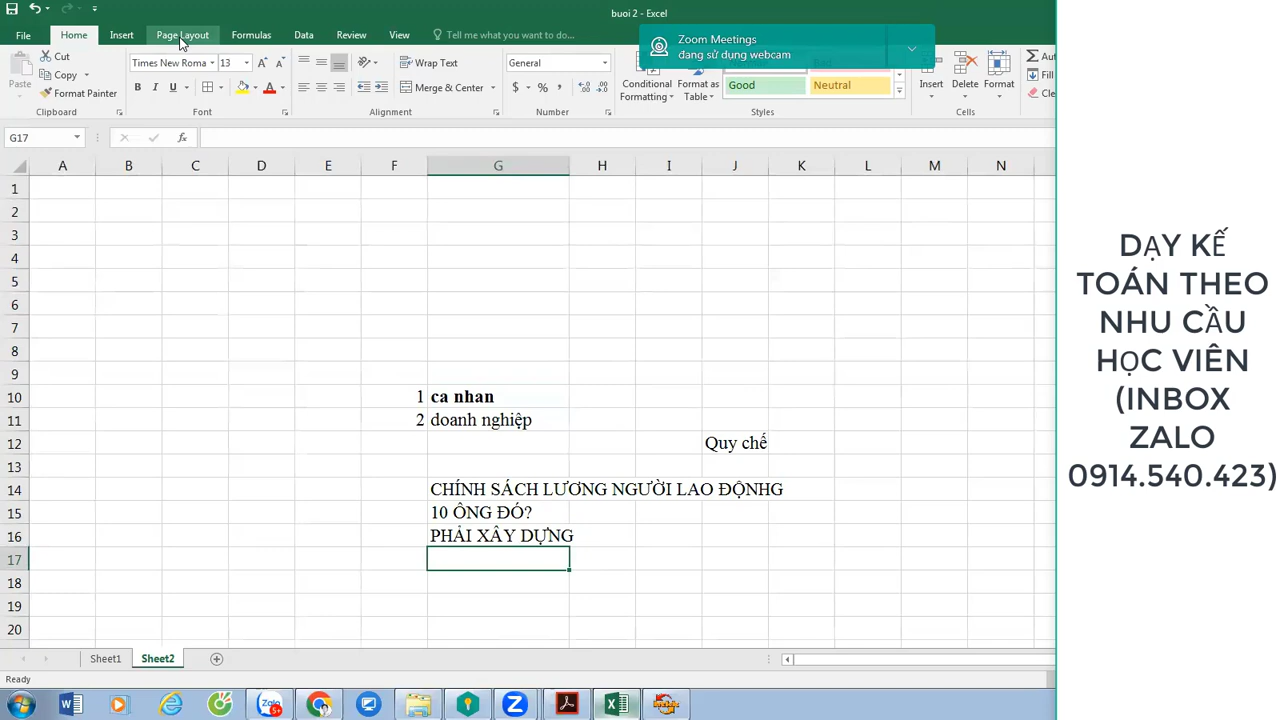 buoi 2 - Excel
File Home Insert Page Layout Formulas Data Review View Tell me what you want to do...
Zoom Meetings
đang sử dụng webcam
Cut
Copy
Format Painter
Paste
Clipboard
Times New Roma 13
B I U
Font
Wrap Text
Merge & Center
Alignment
General
$ % ,
Number
Conditional Formatting
Format as Table
Good
Neutral
Styles
Insert
Delete
Format
Cells
Fill
G17
fx
A B C D E F G H I J K L M N
1
2
3
4
5
6
7
8
9
10 1 ca nhan
11 2 doanh nghiệp
12 Quy chế
13
14 CHÍNH SÁCH LƯƠNG NGƯỜI LAO ĐỘNHG
15 10 ÔNG ĐÓ?
16 PHẢI XÂY DỰNG
17
18
19
20
Sheet1 Sheet2
Ready
Zalo 5+
DẠY KẾ
TOÁN THEO
NHU CẦU
HỌC VIÊN
(INBOX
ZALO
0914.540.423)